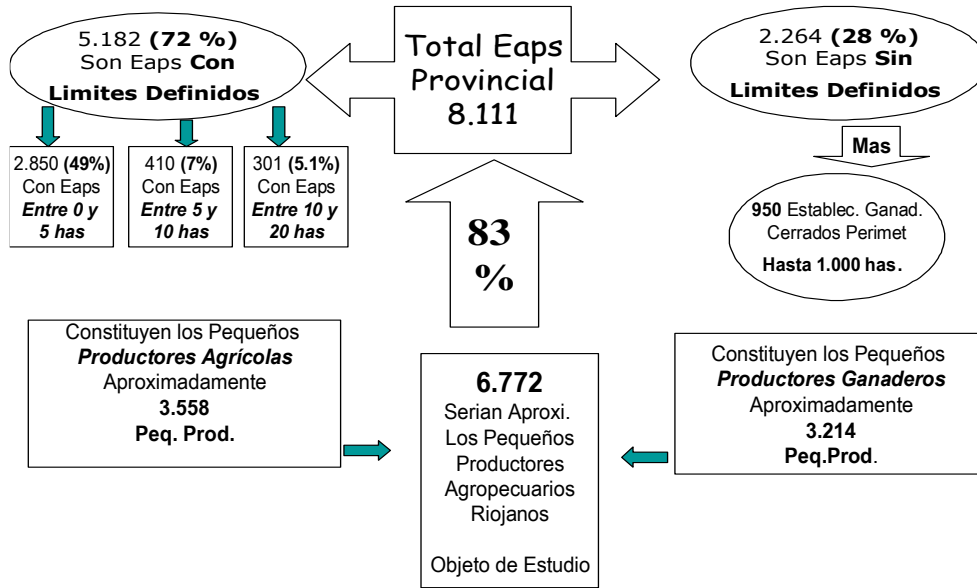 5.182 (72 %)
Son Eaps Con
Limites Definidos
Total Eaps
Provincial
8.111
2.264 (28 %)
Son Eaps Sin
Limites Definidos
2.850 (49%)
Con Eaps
Entre 0 y
5 has
410 (7%)
Con Eaps
Entre 5 y
10 has
301 (5.1%)
Con Eaps
Entre 10 y
20 has
Mas
950 Establec. Ganad.
Cerrados Perimet
Hasta 1.000 has.
83
%
Constituyen los Pequeños
Productores Agrícolas
Aproximadamente
3.558
Peq. Prod.
6.772
Serian Aproxi.
Los Pequeños
Productores
Agropecuarios
Riojanos
Objeto de Estudio
Constituyen los Pequeños
Productores Ganaderos
Aproximadamente
3.214
Peq.Prod.